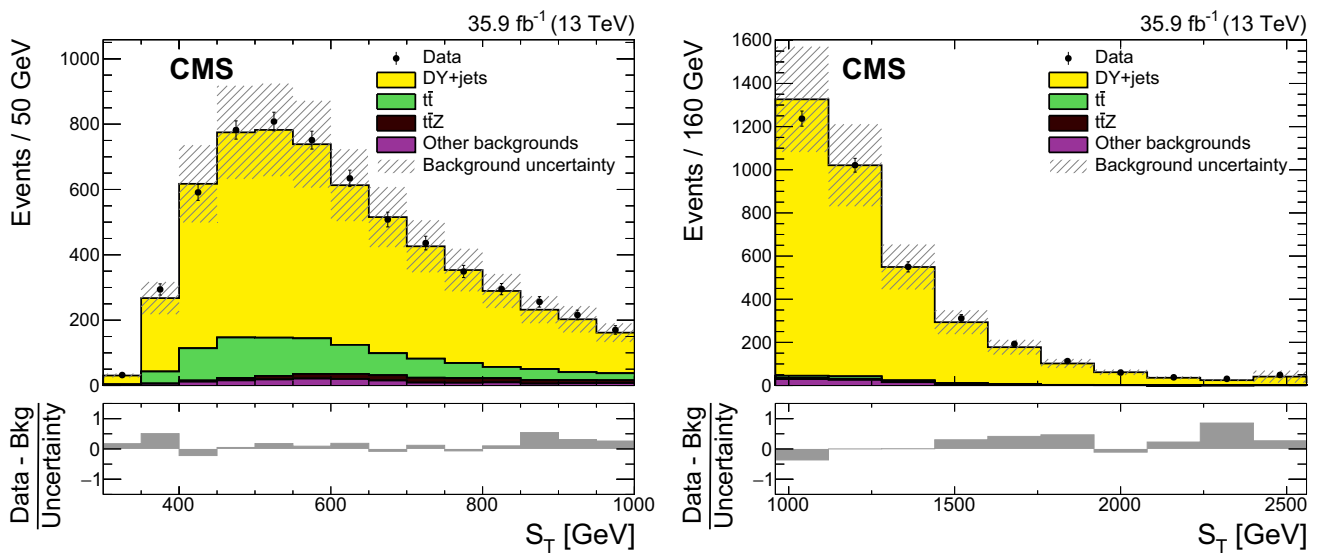 35.9 fb⁻¹ (13 TeV)
CMS
Data
DY+jets
tt̄
tt̄Z
Other backgrounds
Background uncertainty
Events / 50 GeV
1000
800
600
400
200
0
Data - Bkg
Uncertainty
1
0
−1
400
600
800
1000
S_T [GeV]
35.9 fb⁻¹ (13 TeV)
CMS
Data
DY+jets
tt̄
tt̄Z
Other backgrounds
Background uncertainty
Events / 160 GeV
1600
1400
1200
1000
800
600
400
200
0
Data - Bkg
Uncertainty
1
0
−1
1000
1500
2000
2500
S_T [GeV]